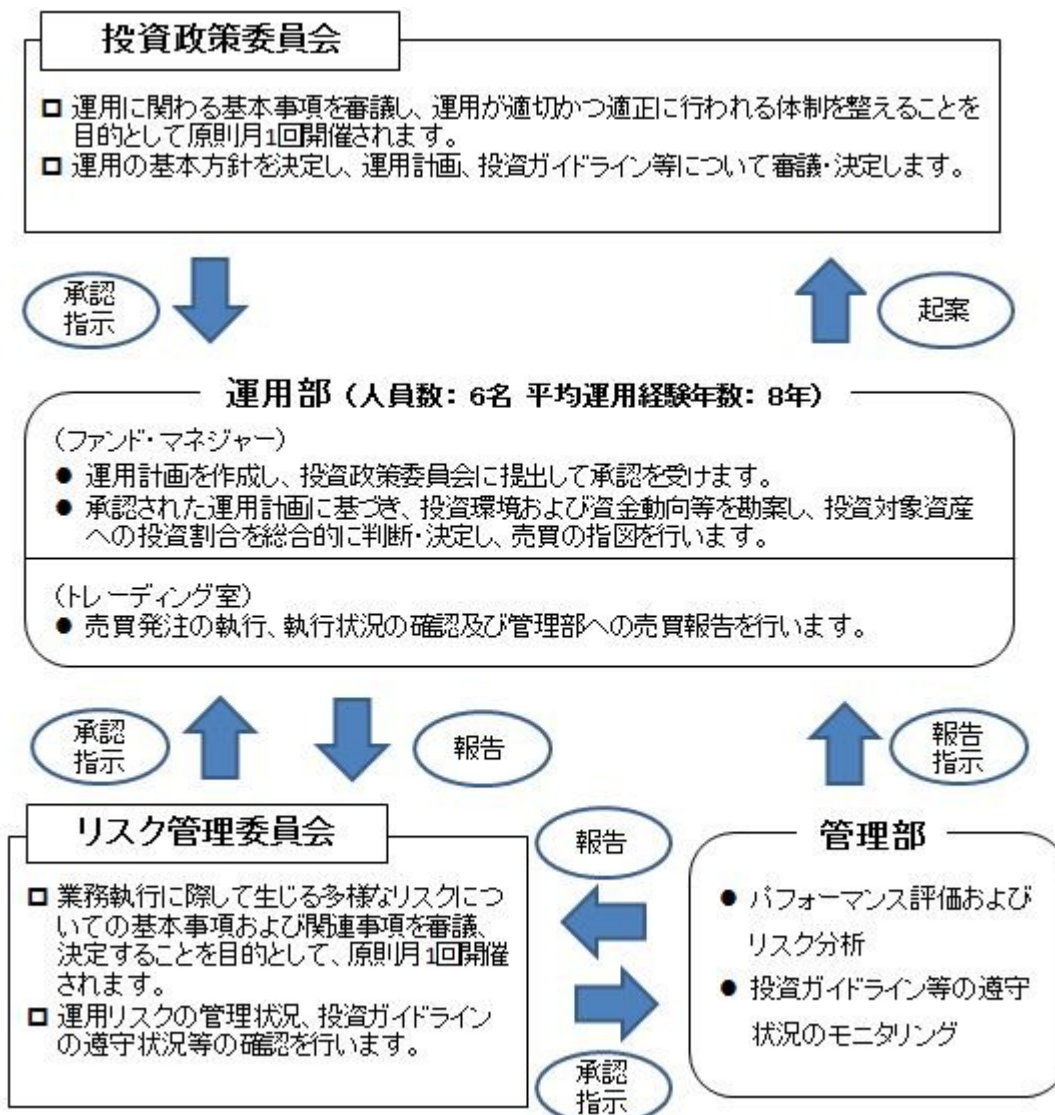 投資政策委員会
運用に関わる基本事項を審議し、運用が適切かつ適正に行われる体制を整えることを
目的として原則月1回開催されます。
運用の基本方針を決定し、運用計画、投資ガイドライン等について審議・決定します。
承認
指示
起案
運用部（人員数：6名 平均運用経験年数：8年）
（ファンド・マネジャー）
● 運用計画を作成し、投資政策委員会に提出して承認を受けます。
● 承認された運用計画に基づき、投資環境および資金動向等を勘案し、投資対象資産
への投資割合を総合的に判断・決定し、売買の指図を行います。
（トレーディング室）
● 売買発注の執行、執行状況の確認及び管理部への売買報告を行います。
承認
指示
報告
報告
指示
リスク管理委員会
業務執行に際して生じる多様なリスクにつ
いての基本事項および関連事項を審議、
決定することを目的として、原則月1回開催
されます。
運用リスクの管理状況、投資ガイドライン
の遵守状況等の確認を行います。
報告
承認
指示
管理部
● パフォーマンス評価および
リスク分析
● 投資ガイドライン等の遵守
状況のモニタリング